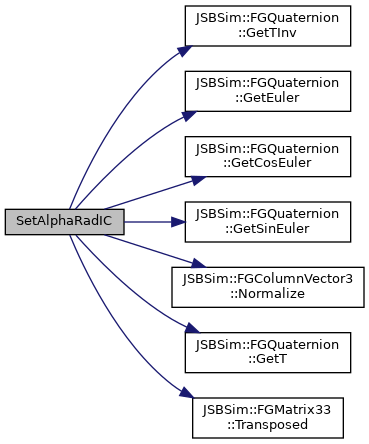 JSBSim::FGQuaternion
::GetTInv
JSBSim::FGQuaternion
::GetEuler
JSBSim::FGQuaternion
::GetCosEuler
SetAlphaRadIC
JSBSim::FGQuaternion
::GetSinEuler
JSBSim::FGColumnVector3
::Normalize
JSBSim::FGQuaternion
::GetT
JSBSim::FGMatrix33
::Transposed